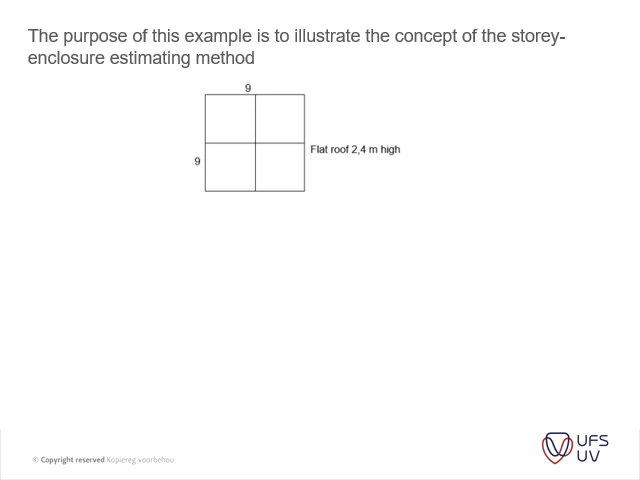 The purpose of this example is to illustrate the concept of the storey-
enclosure estimating method
9
9
Flat roof 2,4 m high
© Copyright reserved Kopiereg voorbehou
UFS
UV